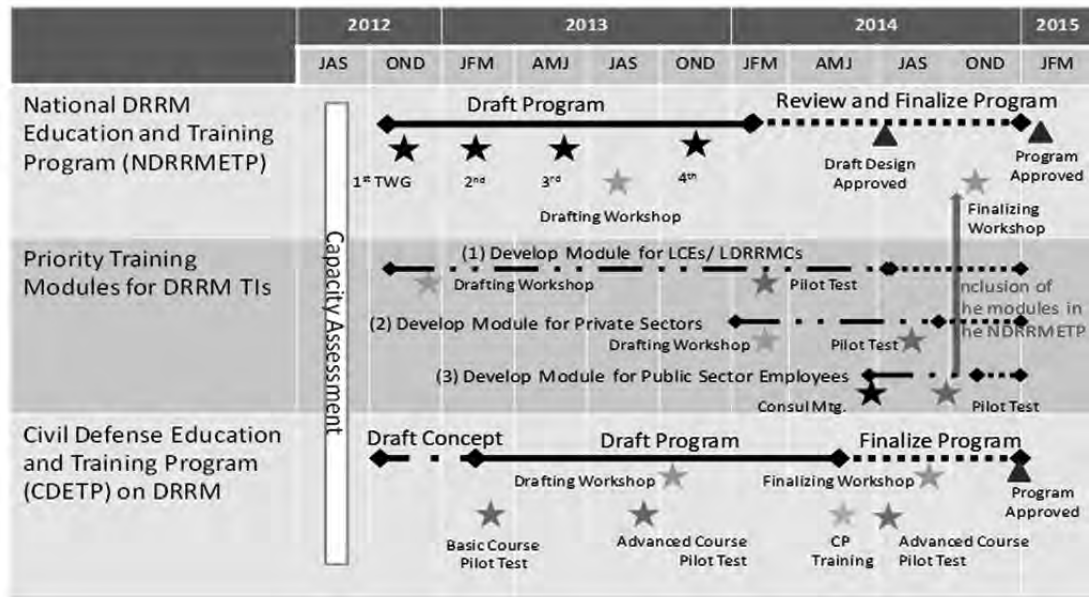 2012 2013 2014 2015
JAS OND JFM AMJ JAS OND JFM AMJ JAS OND JFM
National DRRM
Education and Training
Program (NDRRMETP)
Draft Program
Review and Finalize Program
1st TWG
2nd
3rd
4th
Drafting Workshop
Draft Design
Approved
Program
Approved
Finalizing
Workshop
Capacity Assessment
Priority Training
Modules for DRRM TIs
(1) Develop Module for LCEs/ LDRRMCs
Drafting Workshop
Pilot Test
nclusion of
he modules in
he NDRRMETP
(2) Develop Module for Private Sectors
Drafting Workshop
Pilot Test
(3) Develop Module for Public Sector Employees
Consul Mtg.
Pilot Test
Civil Defense Education
and Training Program
(CDETP) on DRRM
Draft Concept
Draft Program
Finalize Program
Drafting Workshop
Finalizing Workshop
Program
Approved
Basic Course
Pilot Test
Advanced Course
Pilot Test
CP
Training
Advanced Course
Pilot Test